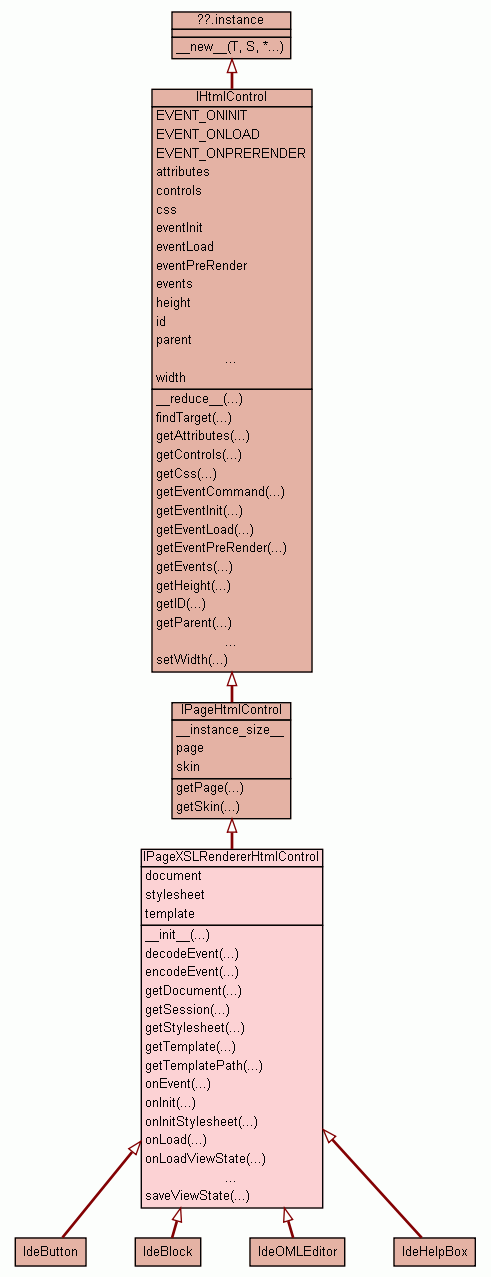 ??.instance
__new__(T, S, *...)
IHtmlControl
EVENT_ONINIT
EVENT_ONLOAD
EVENT_ONPRERENDER
attributes
controls
css
eventInit
eventLoad
eventPreRender
events
height
id
parent
...
width
__reduce__(...)
findTarget(...)
getAttributes(...)
getControls(...)
getCss(...)
getEventCommand(...)
getEventInit(...)
getEventLoad(...)
getEventPreRender(...)
getEvents(...)
getHeight(...)
getID(...)
getParent(...)
...
setWidth(...)
IPageHtmlControl
__instance_size__
page
skin
getPage(...)
getSkin(...)
IPageXSLRendererHtmlControl
document
stylesheet
template
__init__(...)
decodeEvent(...)
encodeEvent(...)
getDocument(...)
getSession(...)
getStylesheet(...)
getTemplate(...)
getTemplatePath(...)
onEvent(...)
onInit(...)
onInitStylesheet(...)
onLoad(...)
onLoadViewState(...)
...
saveViewState(...)
IdeButton
IdeBlock
IdeOMLEditor
IdeHelpBox